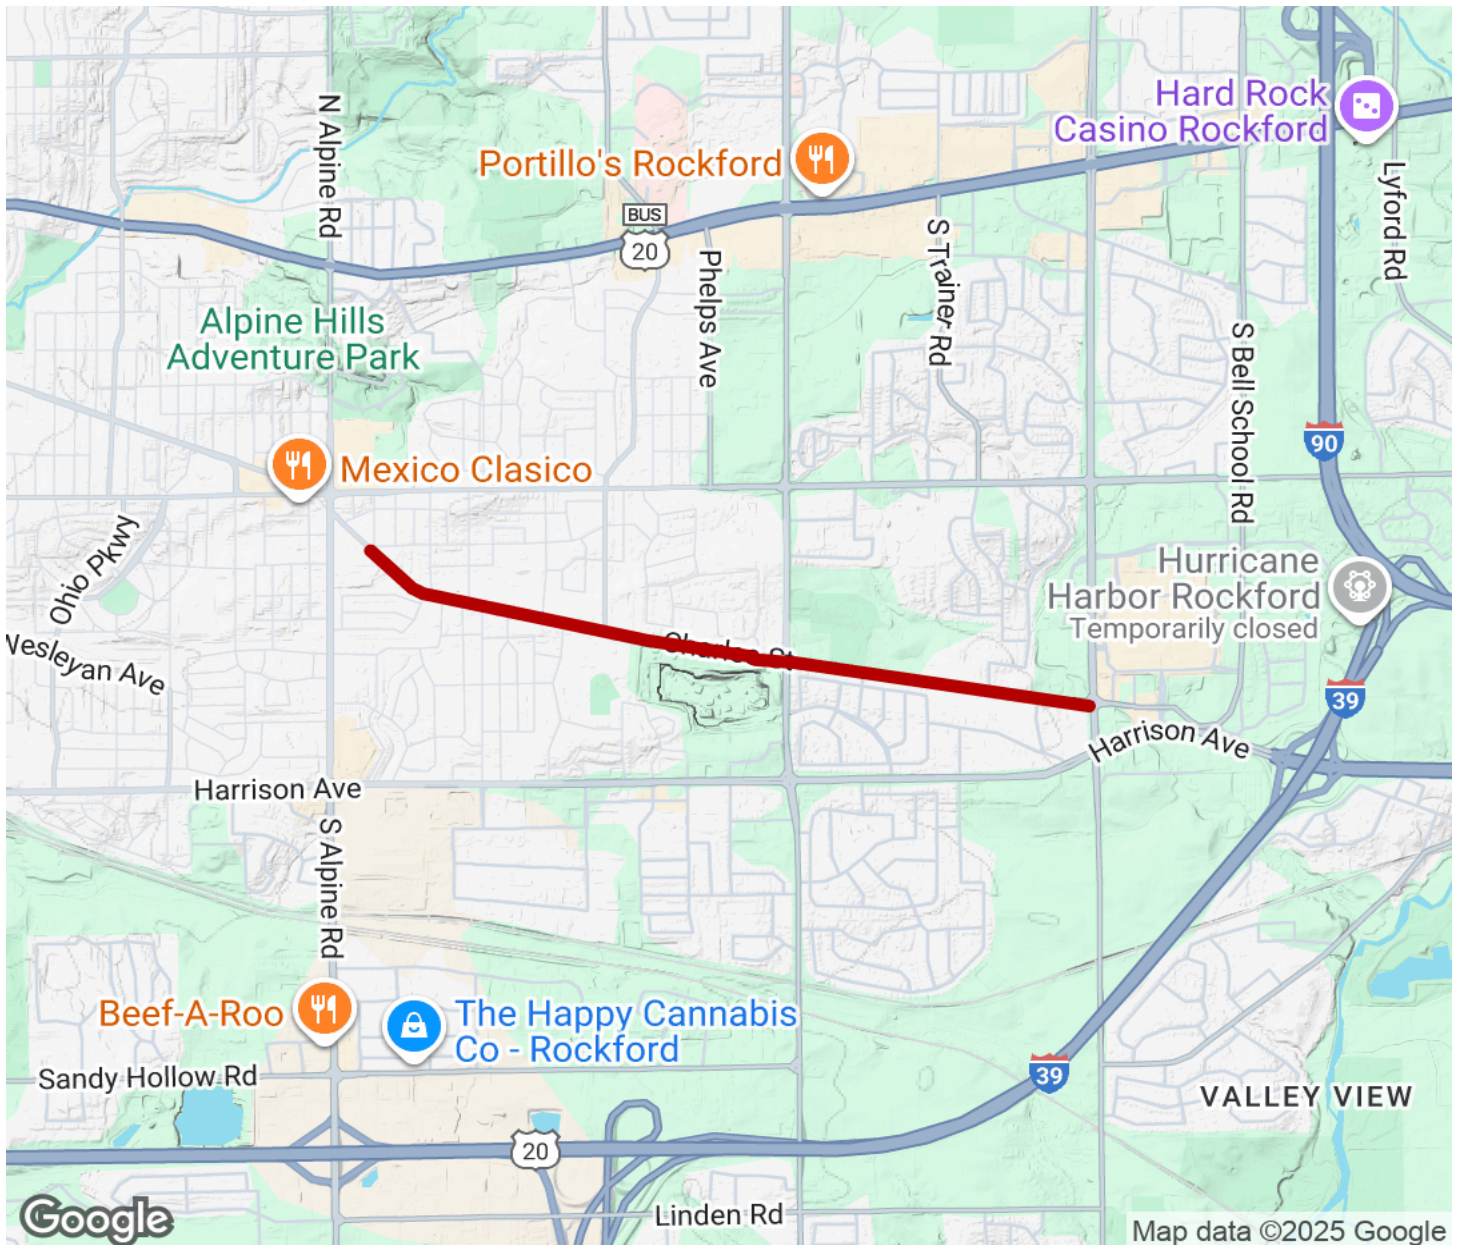 Hard Rock
Casino Rockford
N Alpine Rd
Portillo's Rockford
BUS
20
Lyford Rd
S Trainer Rd
Phelps Ave
Alpine Hills
Adventure Park
S Bell School Rd
90
Mexico Clasico
Ohio Pkwy
Hurricane
Harbor Rockford
Temporarily closed
Wesleyan Ave
Charles St
39
Harrison Ave
Harrison Ave
S Alpine Rd
Beef-A-Roo
The Happy Cannabis
Co - Rockford
Sandy Hollow Rd
39
VALLEY VIEW
20
Linden Rd
Google
Map data ©2025 Google